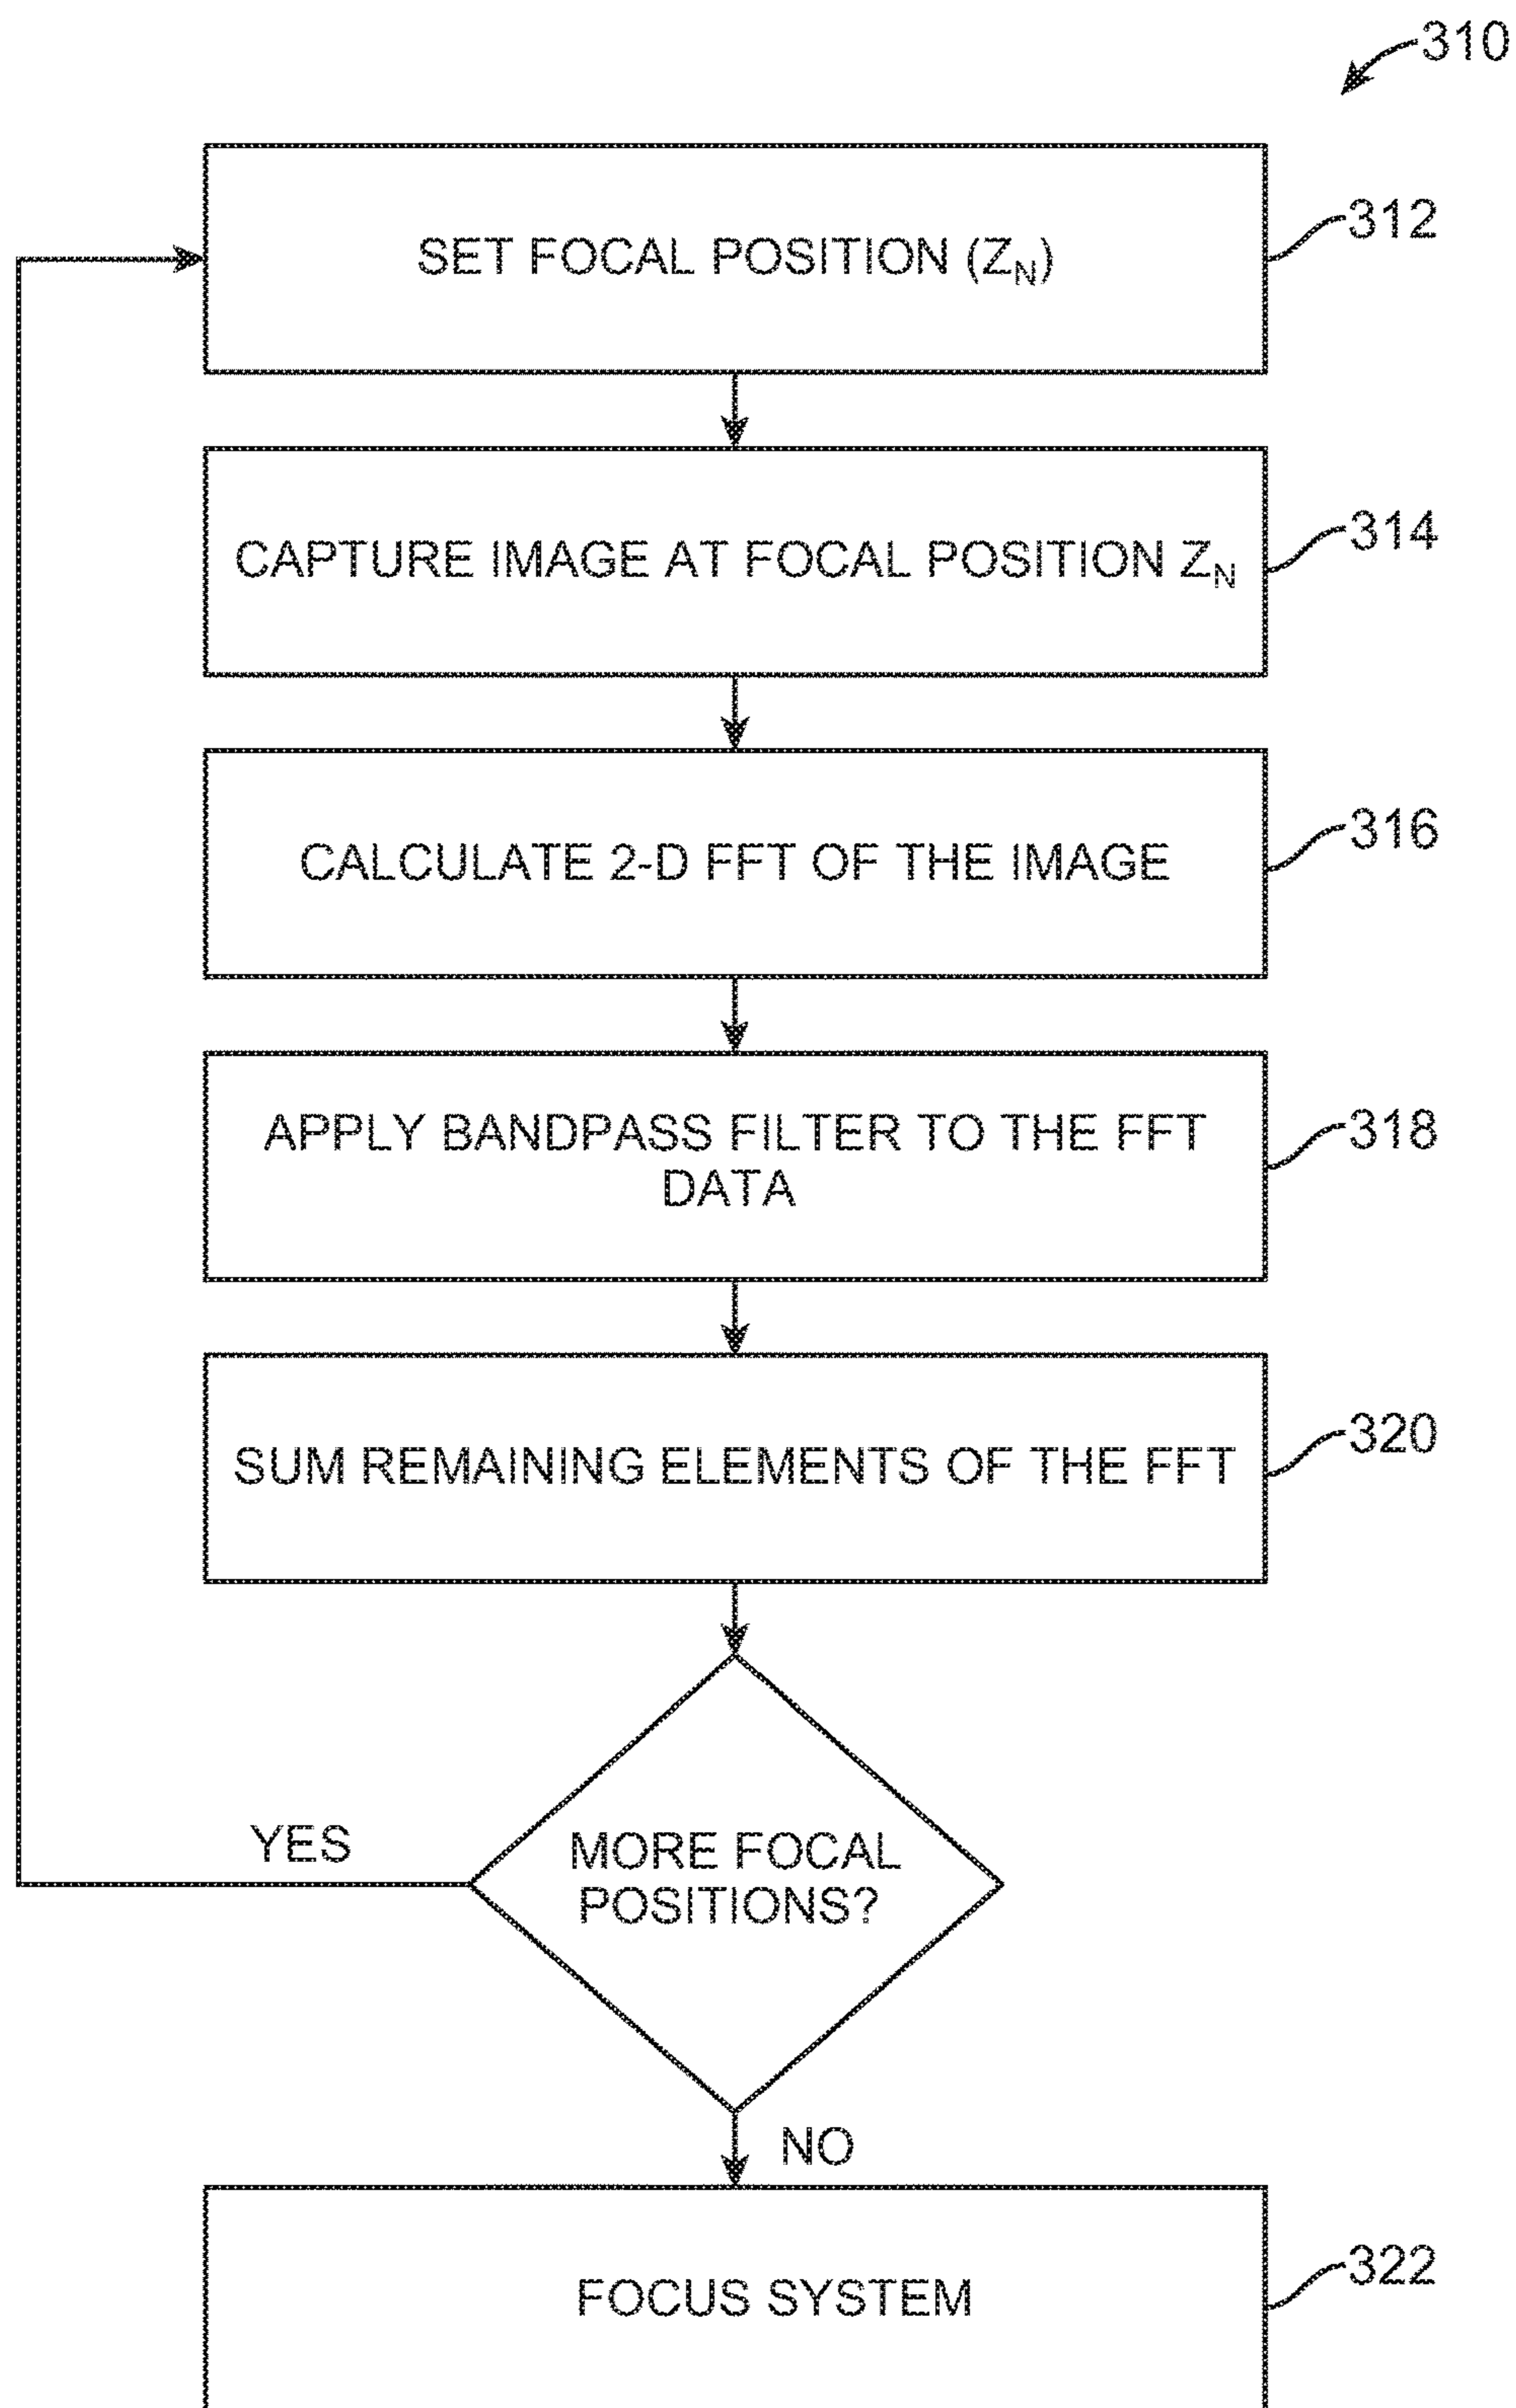 310
SET FOCAL POSITION (Z_N)
312
CAPTURE IMAGE AT FOCAL POSITION Z_N
314
CALCULATE 2-D FFT OF THE IMAGE
316
APPLY BANDPASS FILTER TO THE FFT
DATA
318
SUM REMAINING ELEMENTS OF THE FFT
320
MORE FOCAL
POSITIONS?
YES
NO
FOCUS SYSTEM
322